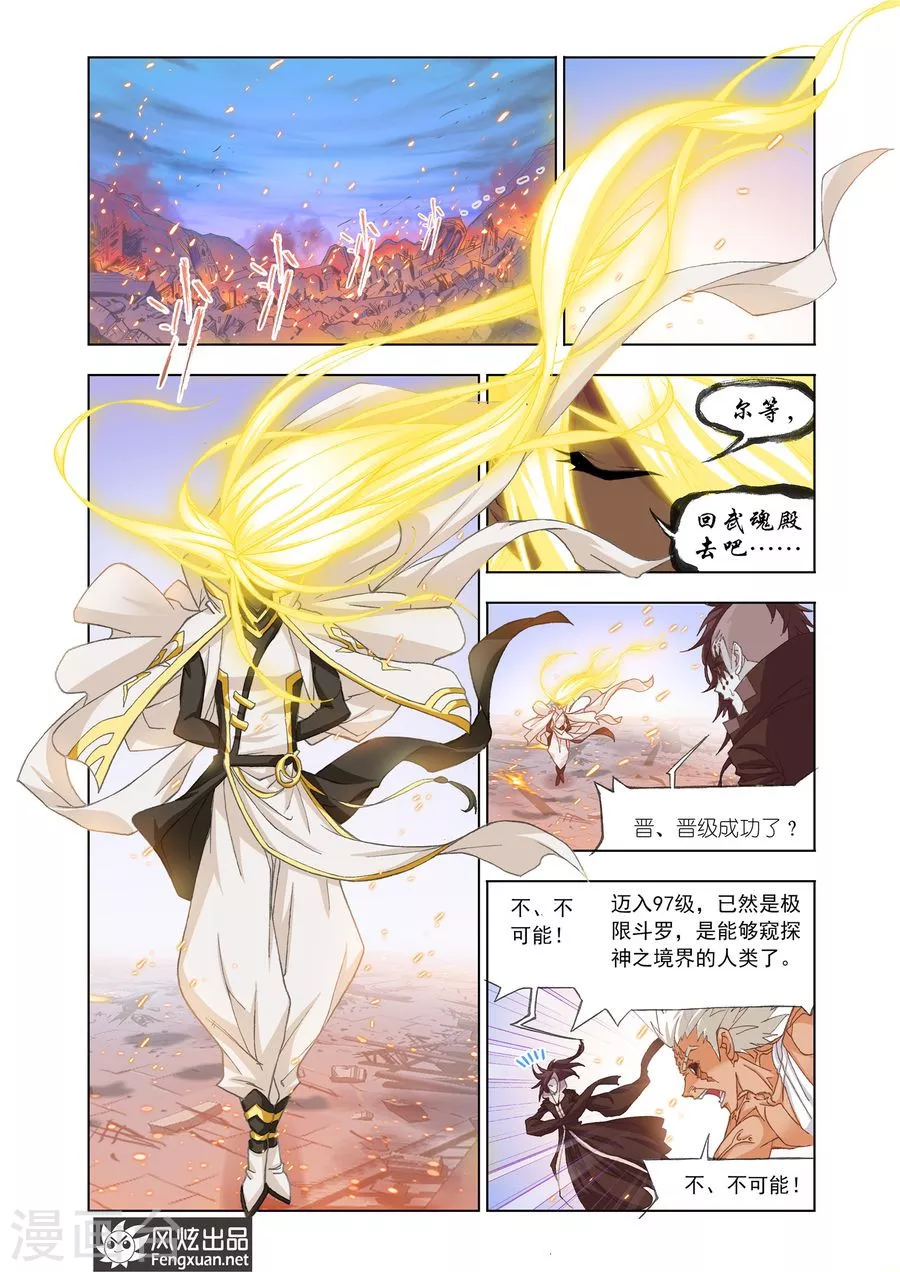 尔等，
回武魂殿
去吧……
晋、晋级成功了？
不、不
可能！
迈入97级，已然是极
限斗罗，是能够窥探
神之境界的人类了。
不、不可能！
漫画台
风炫出品
Fengxuan.net